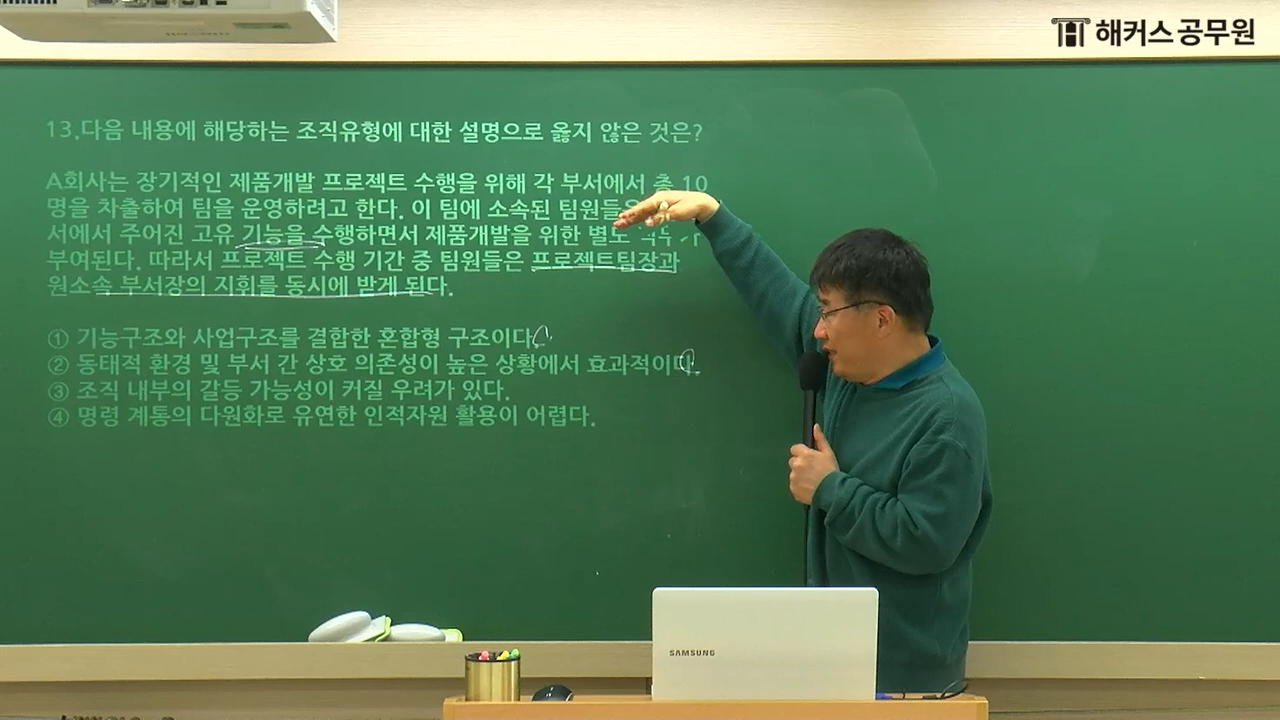 해커스공무원
13.다음 내용에 해당하는 조직유형에 대한 설명으로 옳지 않은 것은?
A회사는 장기적인 제품개발 프로젝트 수행을 위해 각 부서에서 총 10
명을 차출하여 팀을 운영하려고 한다. 이 팀에 소속된 팀원들은
서에서 주어진 고유 기능을 수행하면서 제품개발을 위한 별도
부여된다. 따라서 프로젝트 수행 기간 중 팀원들은 프로젝트팀장과
원소속 부서장의 지휘를 동시에 받게 된다.
① 기능구조와 사업구조를 결합한 혼합형 구조이다.
② 동태적 환경 및 부서 간 상호 의존성이 높은 상황에서 효과적이다.
③ 조직 내부의 갈등 가능성이 커질 우려가 있다.
④ 명령 계통의 다원화로 유연한 인적자원 활용이 어렵다.
SAMSUNG